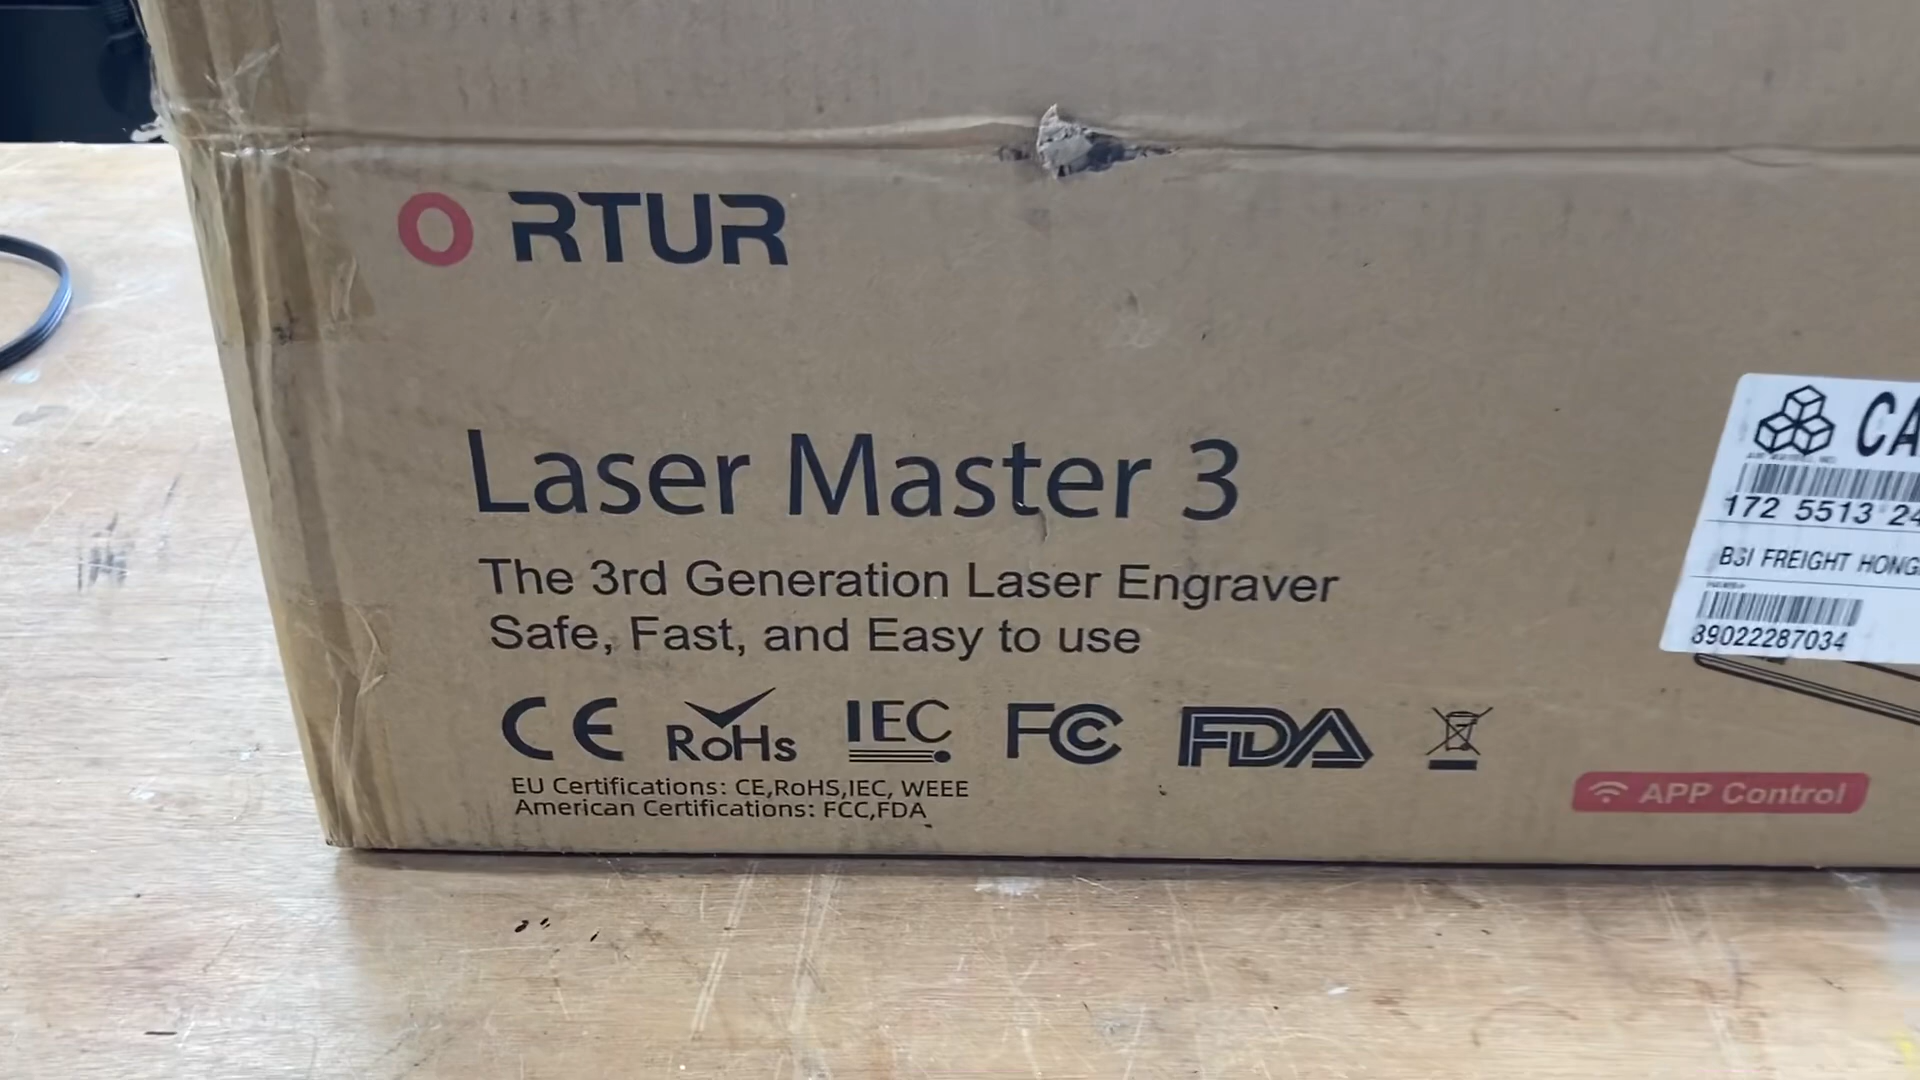 ORTUR
Laser Master 3
The 3rd Generation Laser Engraver
Safe, Fast, and Easy to use
CE RoHS IEC FCC FDA
EU Certifications: CE,RoHS,IEC, WEEE
American Certifications: FCC,FDA
APP Control
CA
172 5513 24
BSI FREIGHT HONG
39022287034